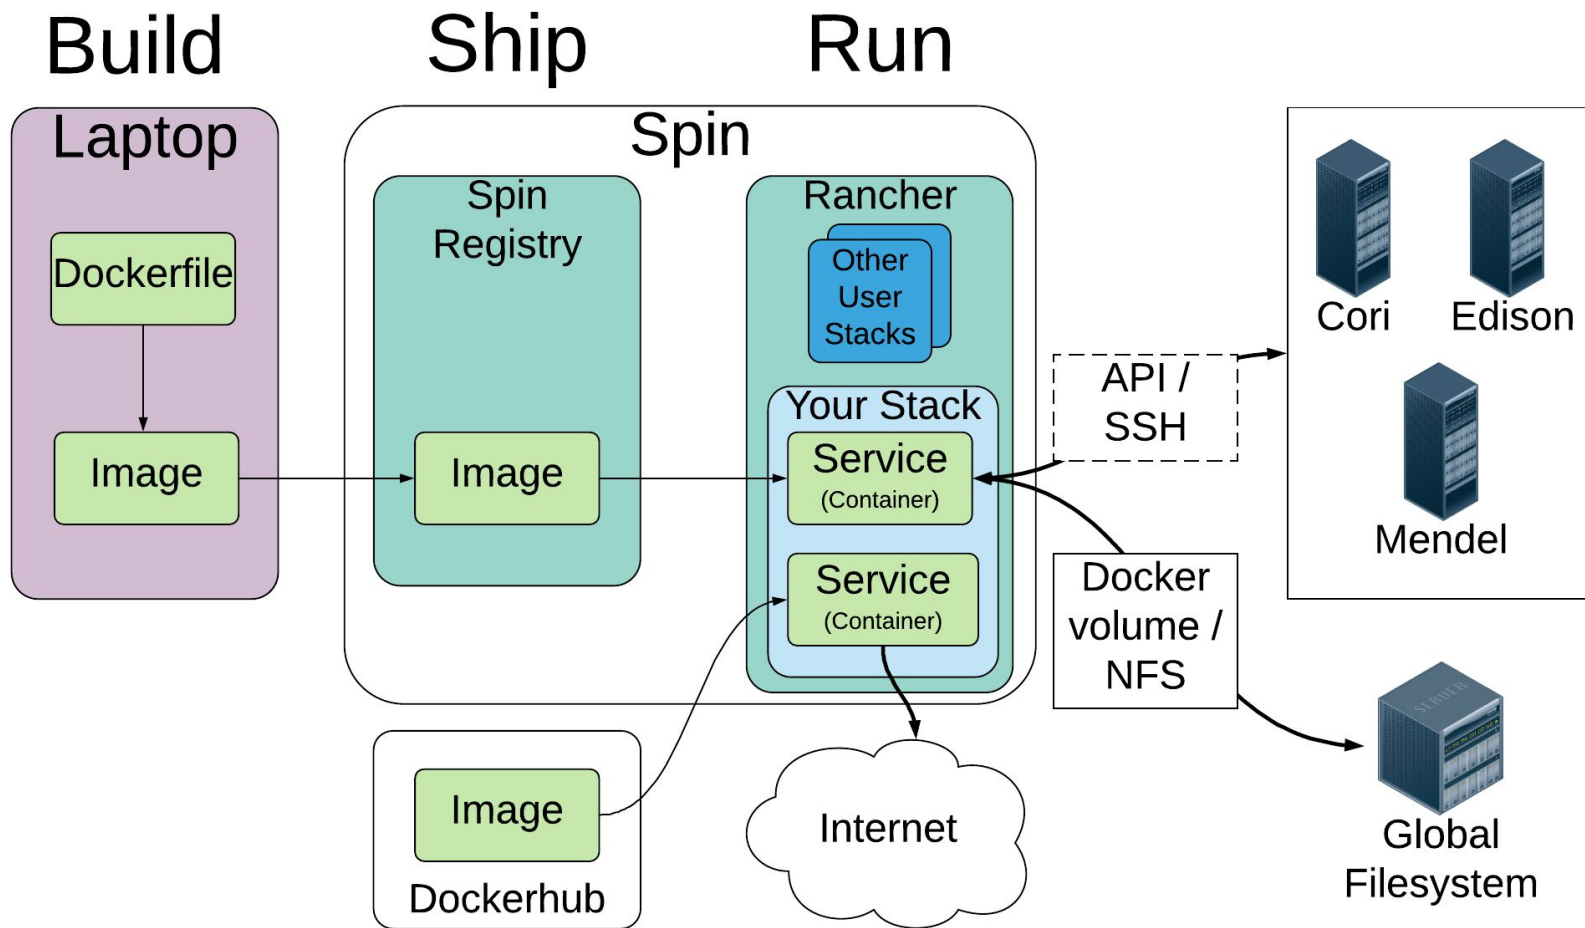 Build
Ship
Run
Laptop
Dockerfile
Image
Spin
Spin
Registry
Image
Rancher
Other
User
Stacks
Your Stack
Service
(Container)
Service
(Container)
API /
SSH
Docker
volume /
NFS
Cori
Edison
Mendel
SERVER
Global
Filesystem
Image
Dockerhub
Internet